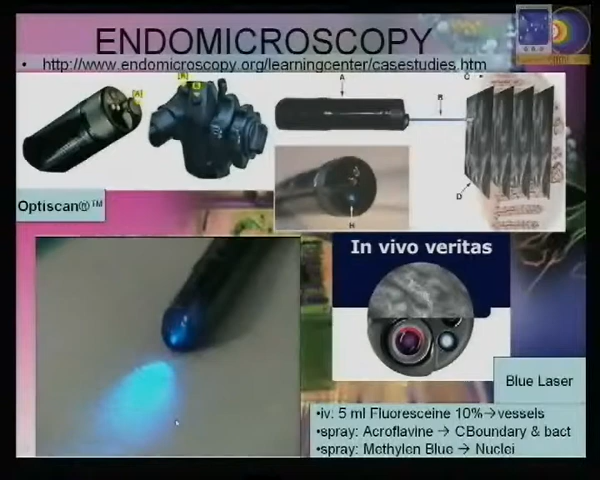 ENDOMICROSCOPY
• http://www.endomicroscopy.org/learningcenter/casestudies.htm
A
B
C
D
H
Optiscan®™
In vivo veritas
Blue Laser
•iv: 5 ml Fluoresceine 10%→vessels
•spray: Acroflavine → CBoundary & bact
•spray: Methylen Blue → Nuclei